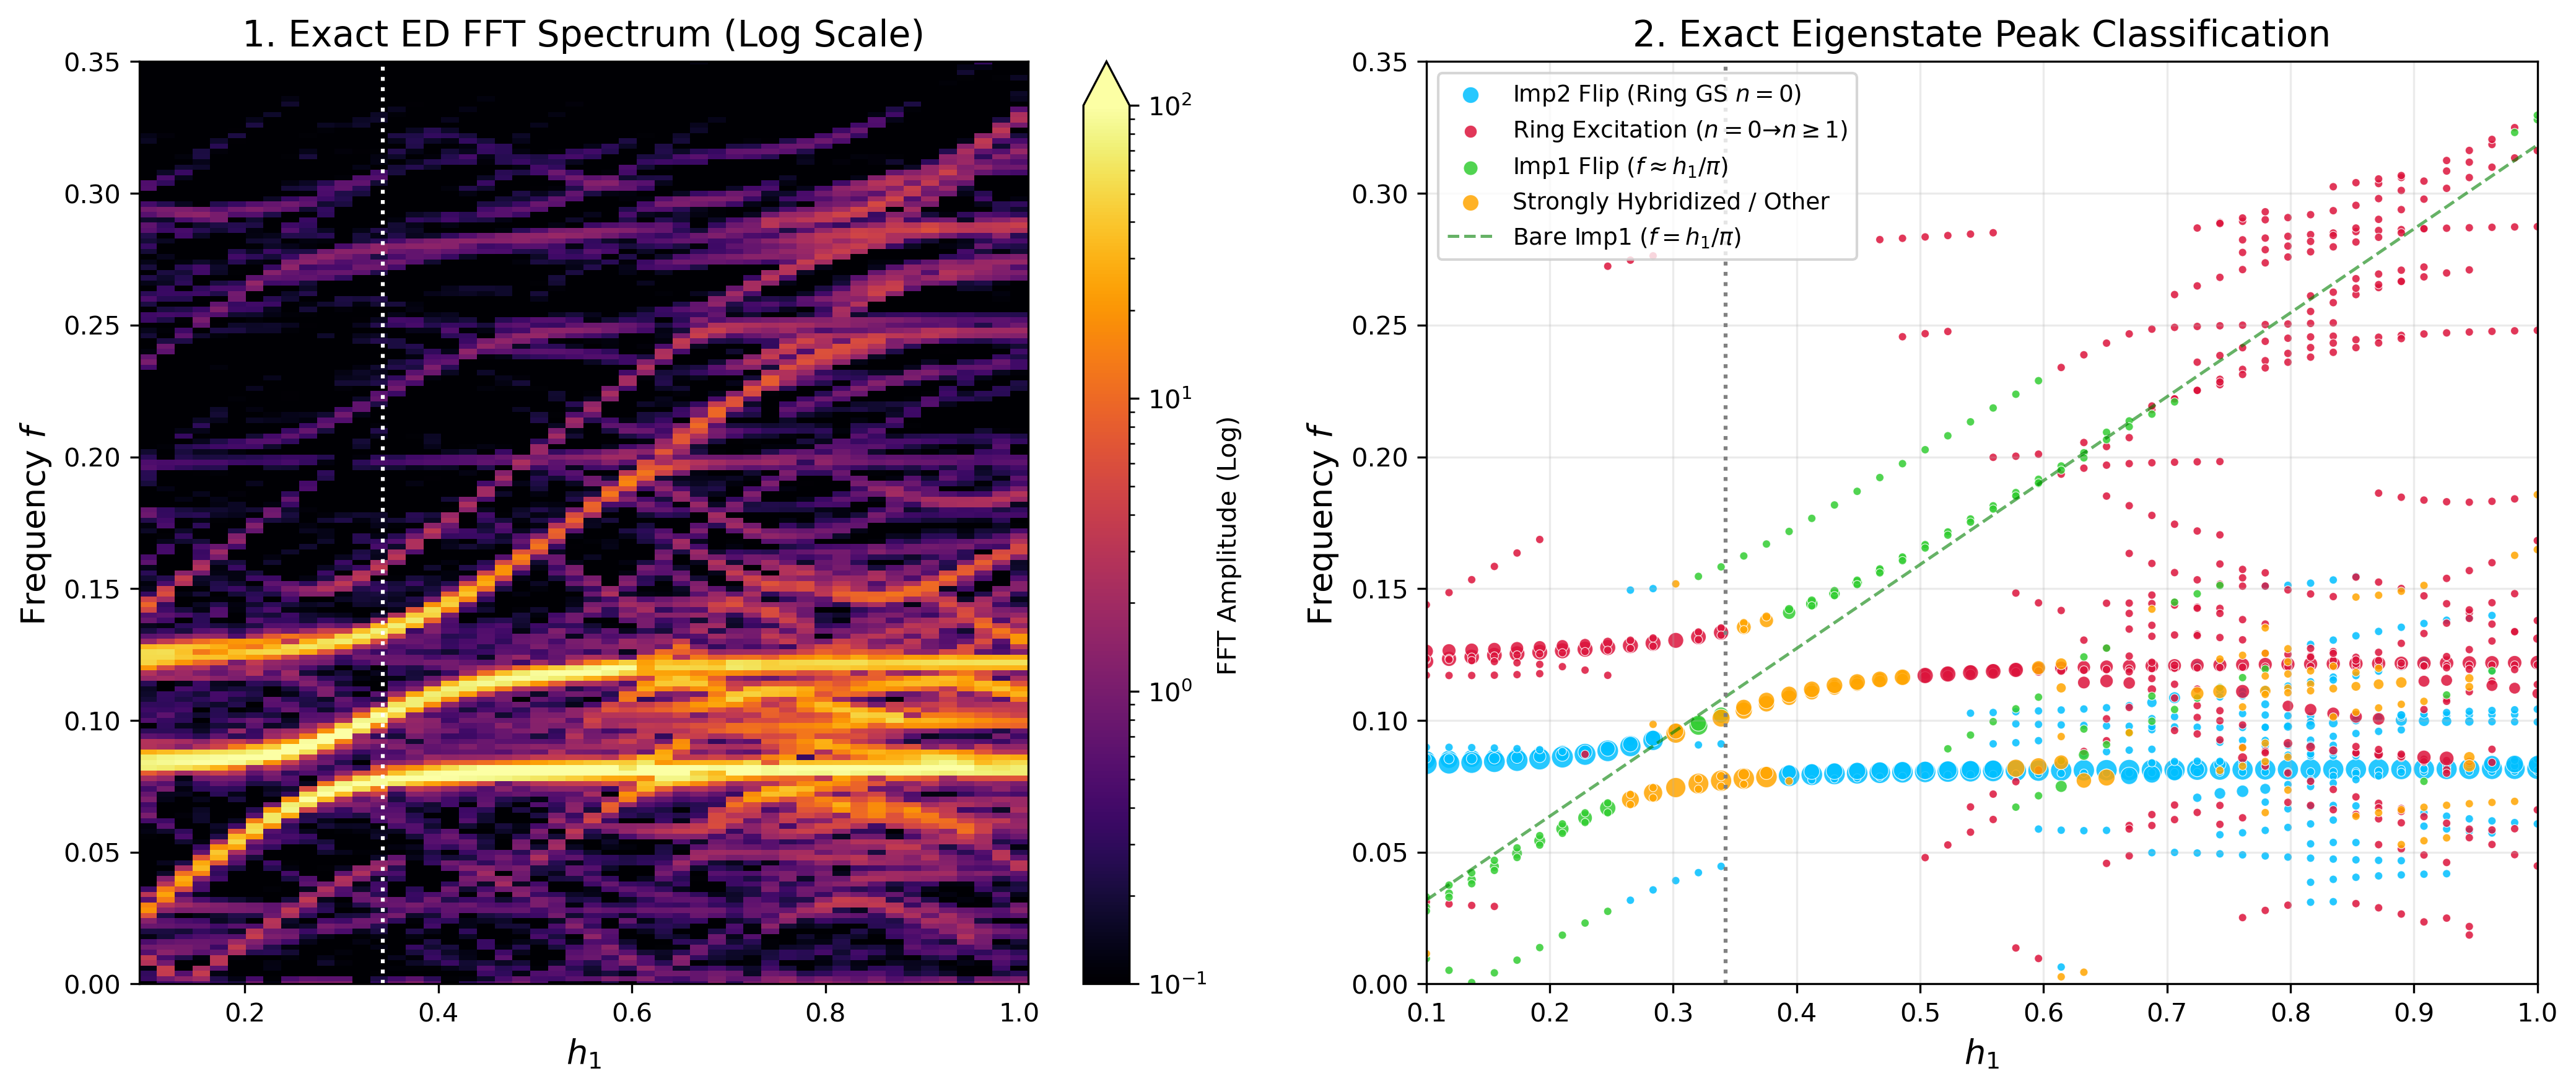 1. Exact ED FFT Spectrum (Log Scale)
Frequency f
0.35
0.30
0.25
0.20
0.15
0.10
0.05
0.00
0.2
0.4
0.6
0.8
1.0
h₁
10²
10¹
10⁰
10⁻¹
FFT Amplitude (Log)
2. Exact Eigenstate Peak Classification
Imp2 Flip (Ring GS n = 0)
Ring Excitation (n = 0→n ≥ 1)
Imp1 Flip (f ≈ h₁/π)
Strongly Hybridized / Other
Bare Imp1 (f = h₁/π)
Frequency f
0.35
0.30
0.25
0.20
0.15
0.10
0.05
0.00
0.1
0.2
0.3
0.4
0.5
0.6
0.7
0.8
0.9
1.0
h₁